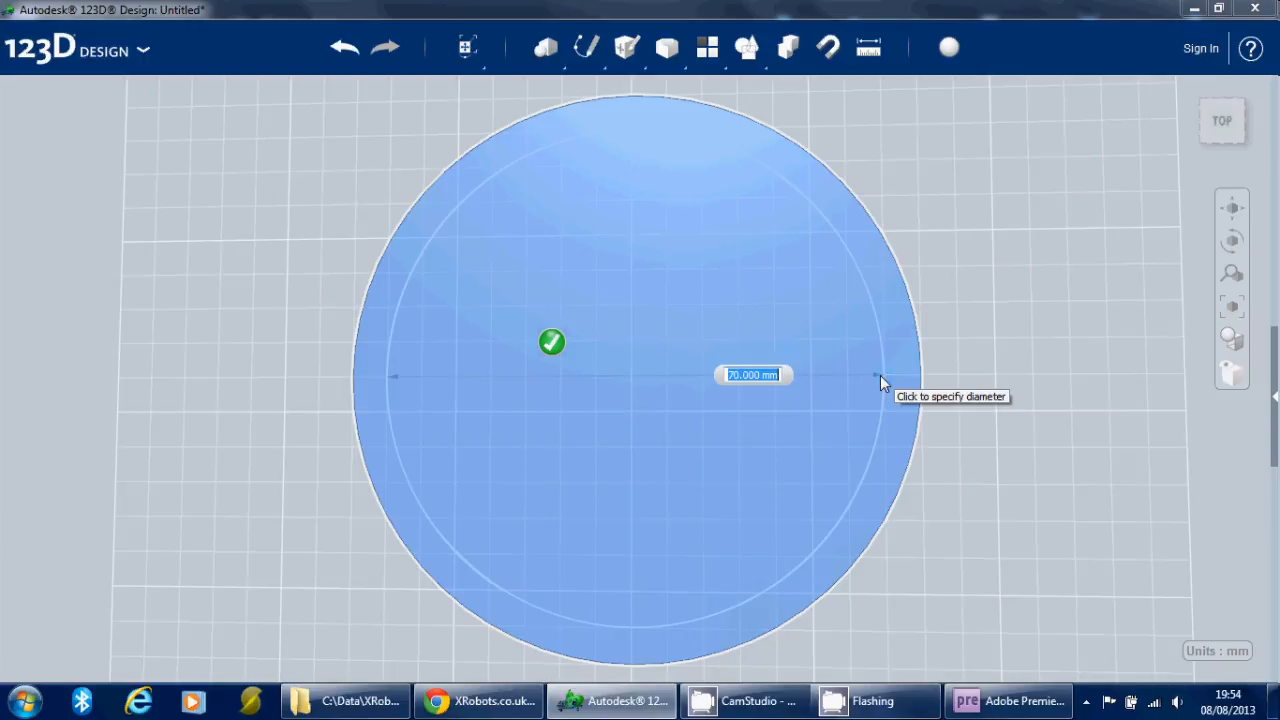 Autodesk® 123D® Design: Untitled*
123D DESIGN
Sign In
?
TOP
70.000 mm
Click to specify diameter
Units : mm
C:\Data\XRo...
XRobots.co.uk...
Autodesk® 12...
CamStudio - ...
Flashing
pre
Adobe Premie...
19:54
08/08/2013